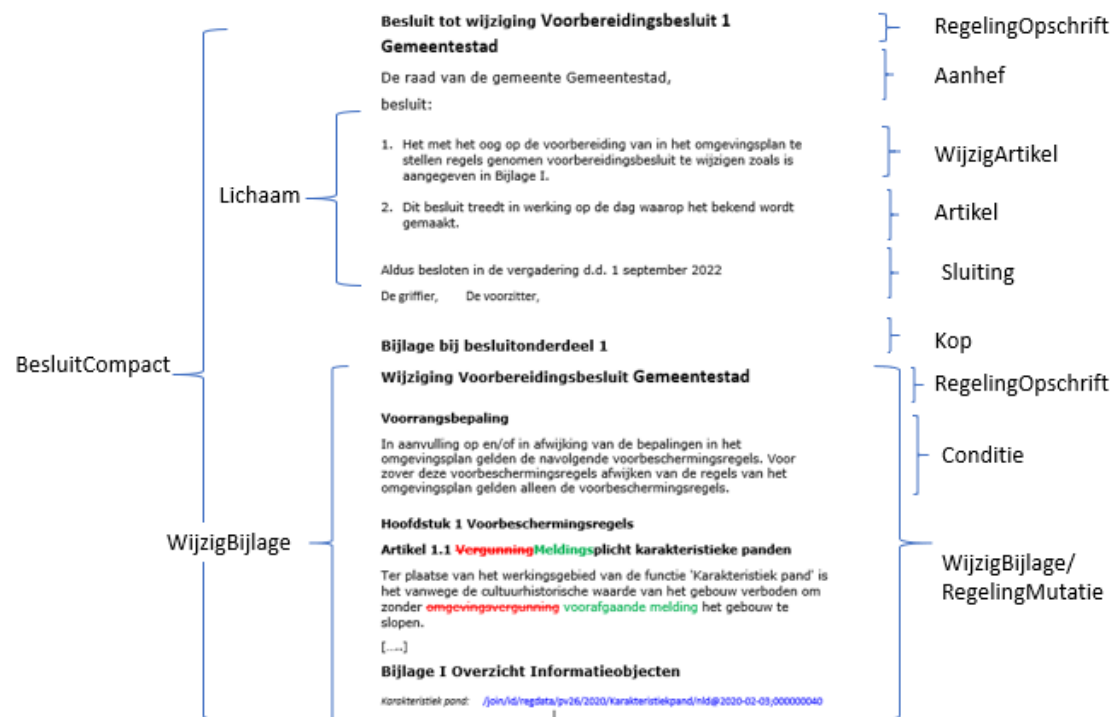 Besluit tot wijziging Voorbereidingsbesluit 1
Gemeentestad
RegelingOpschrift
De raad van de gemeente Gemeentestad,
Aanhef
besluit:
1. Het met het oog op de voorbereiding van in het omgevingsplan te
stellen regels genomen voorbereidingsbesluit te wijzigen zoals is
aangegeven in Bijlage I.
WijzigArtikel
Lichaam
2. Dit besluit treedt in werking op de dag waarop het bekend wordt
gemaakt.
Artikel
Aldus besloten in de vergadering d.d. 1 september 2022
Sluiting
De griffier, De voorzitter,
Bijlage bij besluitonderdeel 1
Kop
BesluitCompact
Wijziging Voorbereidingsbesluit Gemeentestad
RegelingOpschrift
Voorrangsbepaling
In aanvulling op en/of in afwijking van de bepalingen in het
omgevingsplan gelden de navolgende voorbeschermingsregels. Voor
zover deze voorbeschermingsregels afwijken van de regels van het
omgevingsplan gelden alleen de voorbeschermingsregels.
Conditie
Hoofdstuk 1 Voorbeschermingsregels
WijzigBijlage
Artikel 1.1 VergunningMeldingsplicht karakteristieke panden
Ter plaatse van het werkingsgebied van de functie 'Karakteristiek pand' is
het vanwege de cultuurhistorische waarde van het gebouw verboden om
zonder omgevingsvergunning voorafgaande melding het gebouw te
slopen.
WijzigBijlage/
RegelingMutatie
[.....]
Bijlage I Overzicht Informatieobjecten
Karakteristiek pand: /join/id/regdata/pv26/2020/Karakteristiekpand/nld@2020-02-03;000000040